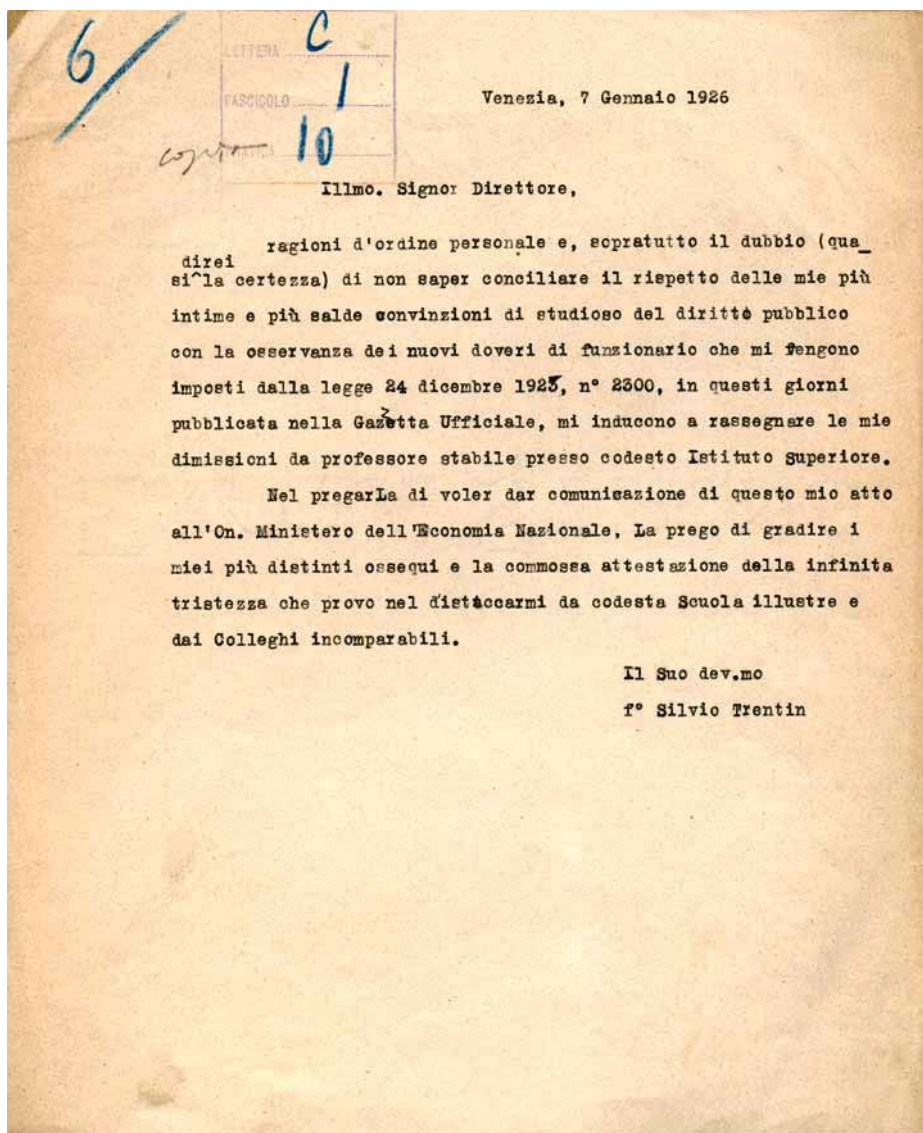 6
LETTERA C
FASCICOLO 1
copia 10
Venezia, 7 Gennaio 1926
Illmo. Signor Direttore,
ragioni d'ordine personale e, sopratutto il dubbio (qua_
direi
si^la certezza) di non saper conciliare il rispetto delle mie più
intime e più salde convinzioni di studioso del diritto pubblico
con la osservanza dei nuovi doveri di funzionario che mi vengono
imposti dalla legge 24 dicembre 1925, n° 2300, in questi giorni
pubblicata nella Gazzetta Ufficiale, mi inducono a rassegnare le mie
dimissioni da professore stabile presso codesto Istituto Superiore.
Nel pregarLa di voler dar comunicazione di questo mio atto
all'On. Ministero dell'Economia Nazionale, La prego di gradire i
miei più distinti ossequi e la commossa attestazione della infinita
tristezza che provo nel distaccarmi da codesta Scuola illustre e
dai Colleghi incomparabili.
Il Suo dev.mo
f° Silvio Trentin